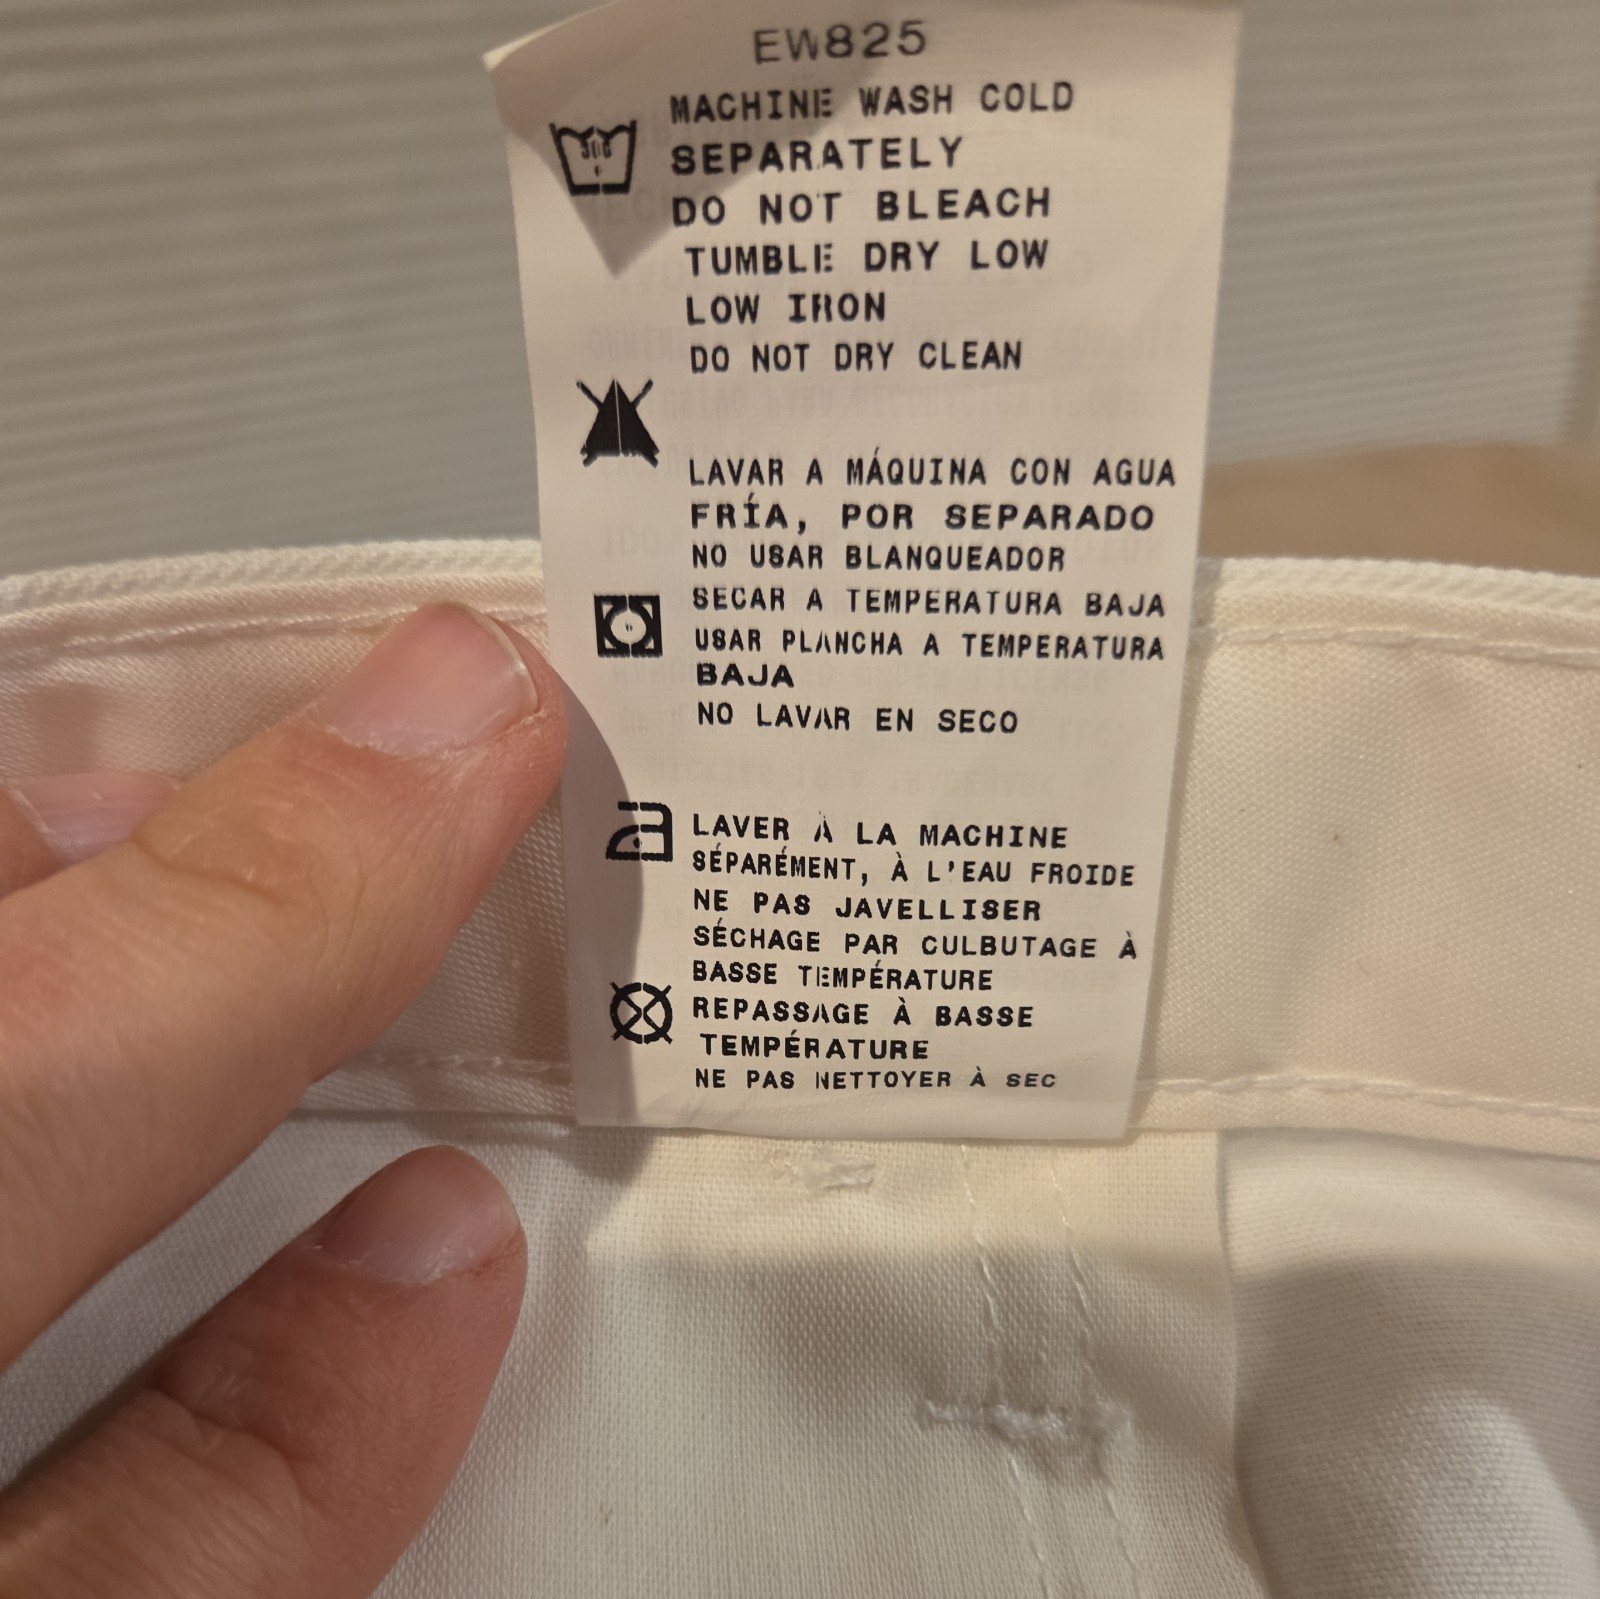 EW825
MACHINE WASH COLD
SEPARATELY
DO NOT BLEACH
TUMBLE DRY LOW
LOW IRON
DO NOT DRY CLEAN
LAVAR A MÁQUINA CON AGUA
FRÍA, POR SEPARADO
NO USAR BLANQUEADOR
SECAR A TEMPERATURA BAJA
USAR PLANCHA A TEMPERATURA
BAJA
NO LAVAR EN SECO
LAVER À LA MACHINE
SÉPARÉMENT, À L'EAU FROIDE
NE PAS JAVELLISER
SÉCHAGE PAR CULBUTAGE À
BASSE TEMPÉRATURE
REPASSAGE À BASSE
TEMPÉRATURE
NE PAS NETTOYER À SEC